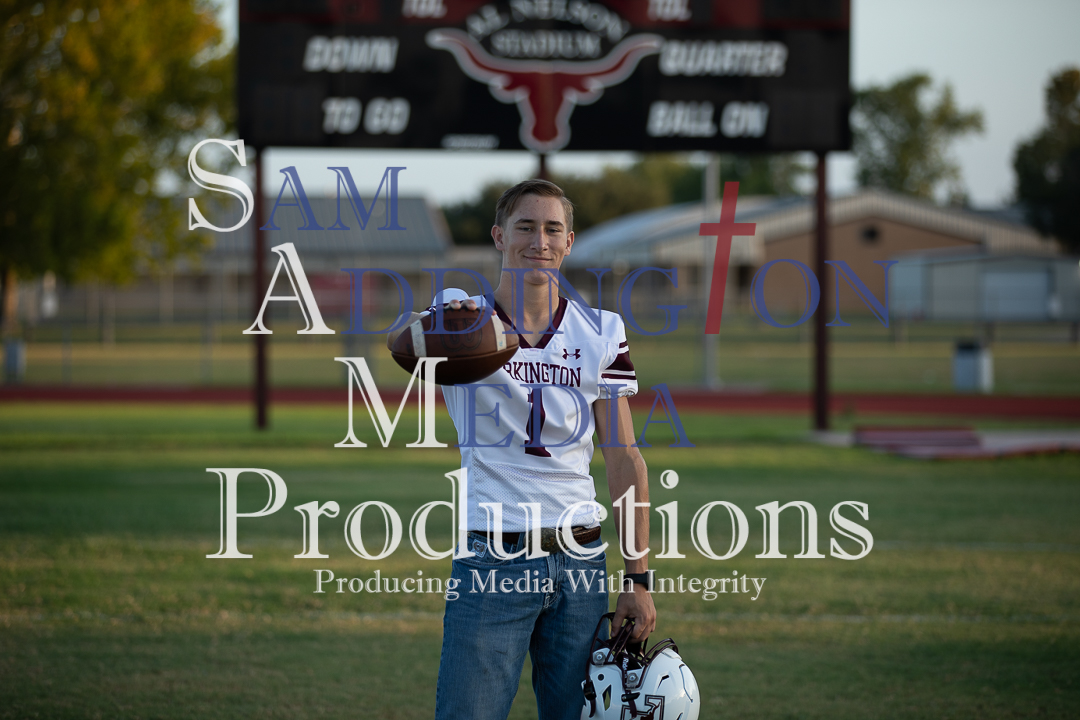 TOL
AL NELSON
TOL
STADIUM
DOWN
QUARTER
TO GO
BALL ON
SAM
ADDINGTON
RKINGTON
1
MEDIA
Productions
Producing Media With Integrity